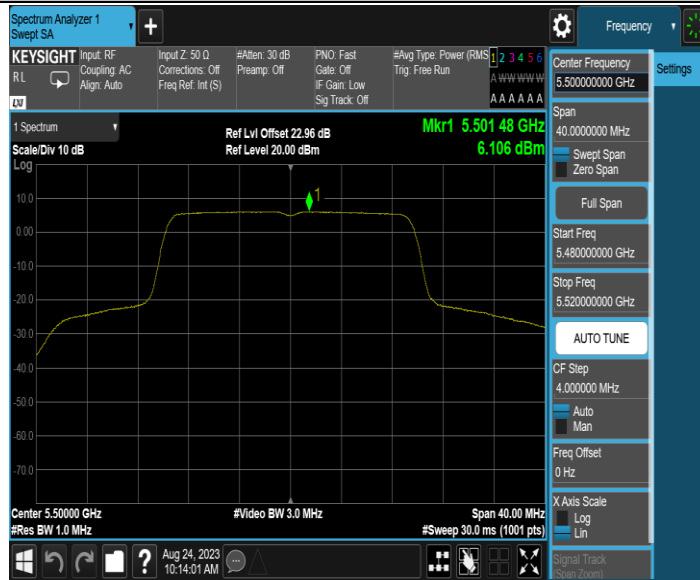 Spectrum Analyzer 1
Swept SA
+
Frequency
KEYSIGHT
RL
LXI
Input: RF
Coupling: AC
Align: Auto
Input Z: 50 Ω
Corrections: Off
Freq Ref: Int (S)
#Atten: 30 dB
Preamp: Off
PNO: Fast
Gate: Off
IF Gain: Low
Sig Track: Off
#Avg Type: Power (RMS
Trig: Free Run
1 2 3 4 5 6
A W W W W W
A A A A A A
1 Spectrum
Scale/Div 10 dB
Log
Ref Lvl Offset 22.96 dB
Ref Level 20.00 dBm
Mkr1 5.501 48 GHz
6.106 dBm
1
10.0
0.00
-10.0
-20.0
-30.0
-40.0
-50.0
-60.0
-70.0
Center 5.50000 GHz
#Res BW 1.0 MHz
#Video BW 3.0 MHz
Span 40.00 MHz
#Sweep 30.0 ms (1001 pts)
?
Aug 24, 2023
10:14:01 AM
Center Frequency
5.500000000 GHz
Settings
Span
40.0000000 MHz
Swept Span
Zero Span
Full Span
Start Freq
5.480000000 GHz
Stop Freq
5.520000000 GHz
AUTO TUNE
CF Step
4.000000 MHz
Auto
Man
Freq Offset
0 Hz
X Axis Scale
Log
Lin
Signal Track
(Span Zoom)